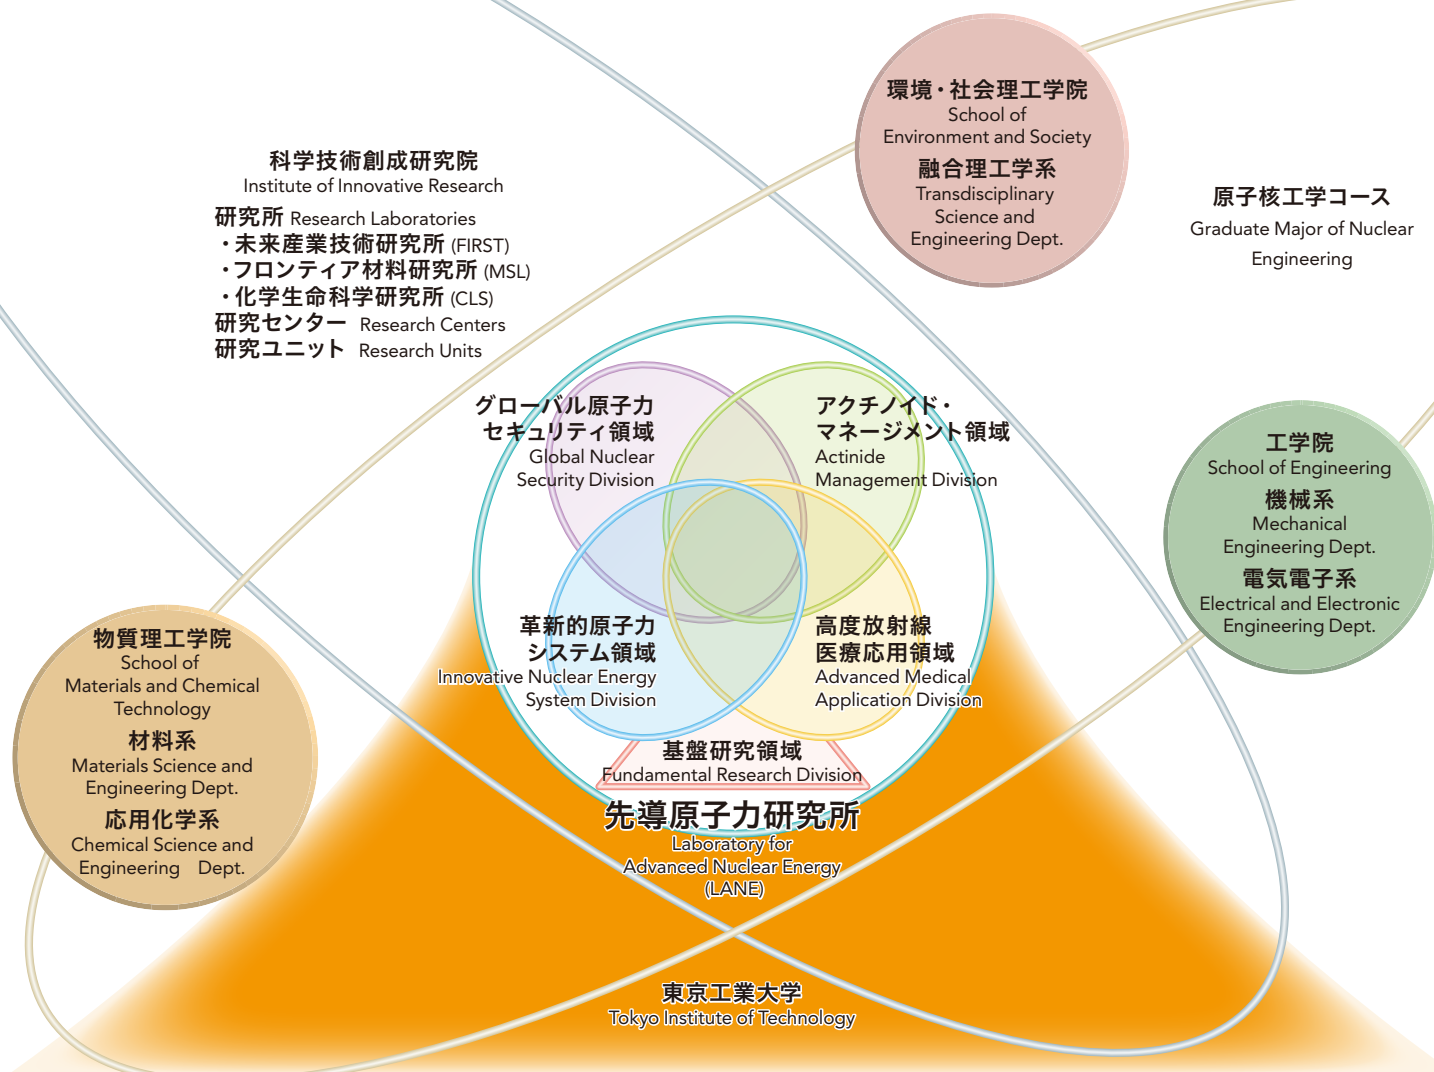 環境・社会理工学院
School of
Environment and Society
融合理工学系
Transdisciplinary
Science and
Engineering Dept.
科学技術創成研究院
Institute of Innovative Research
研究所 Research Laboratories
・未来産業技術研究所 (FIRST)
・フロンティア材料研究所 (MSL)
・化学生命科学研究所 (CLS)
研究センター Research Centers
研究ユニット Research Units
原子核工学コース
Graduate Major of Nuclear
Engineering
グローバル原子力
セキュリティ領域
Global Nuclear
Security Division
アクチノイド・
マネージメント領域
Actinide
Management Division
工学院
School of Engineering
機械系
Mechanical
Engineering Dept.
電気電子系
Electrical and Electronic
Engineering Dept.
革新的原子力
システム領域
Innovative Nuclear Energy
System Division
高度放射線
医療応用領域
Advanced Medical
Application Division
物質理工学院
School of
Materials and Chemical
Technology
材料系
Materials Science and
Engineering Dept.
応用化学系
Chemical Science and
Engineering Dept.
基盤研究領域
Fundamental Research Division
先導原子力研究所
Laboratory for
Advanced Nuclear Energy
(LANE)
東京工業大学
Tokyo Institute of Technology